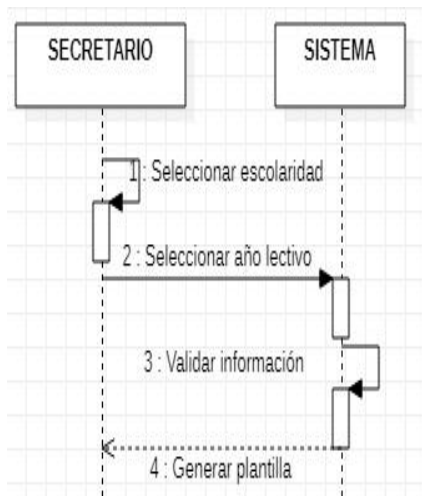 SECRETARIO
SISTEMA
1 : Seleccionar escolaridad
2 : Seleccionar año lectivo
3 : Validar información
4 : Generar plantilla